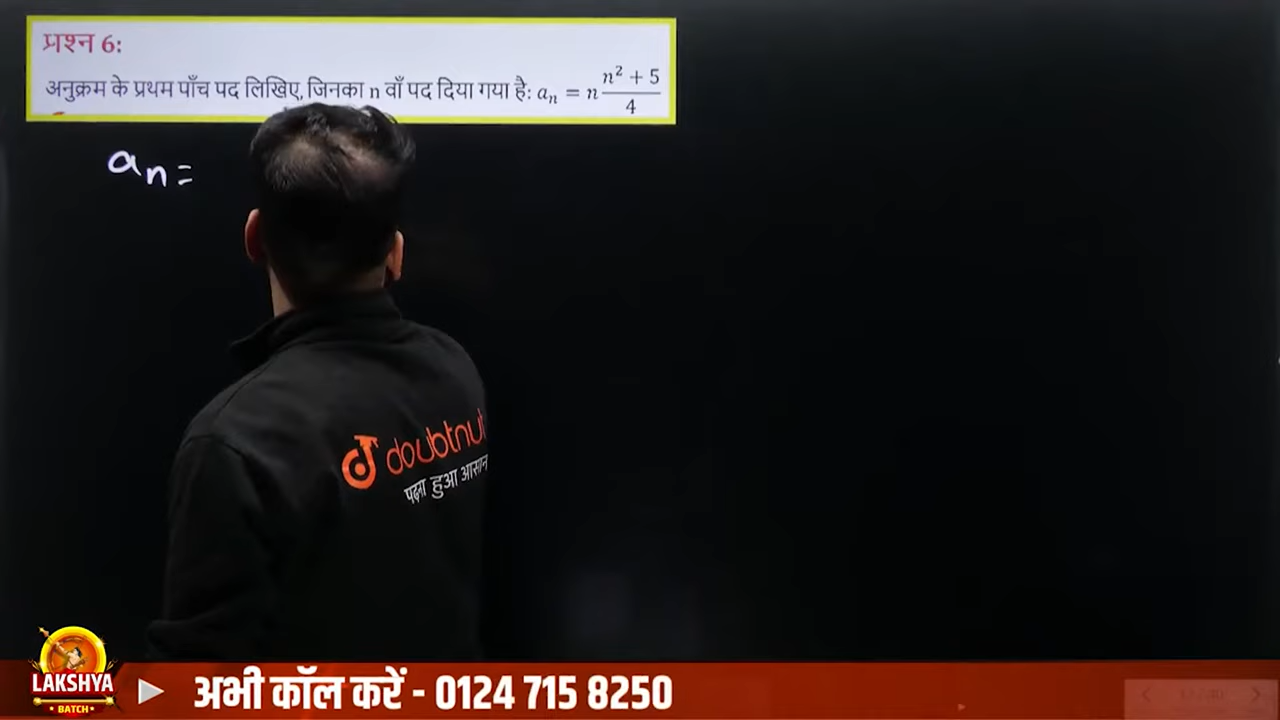 प्रश्न 6:
अनुक्रम के प्रथम पाँच पद लिखिए, जिनका n वाँ पद दिया गया है: aₙ = n (n² + 5)/4
aₙ =
doubtnut
पढ़ना हुआ आसान
LAKSHYA
BATCH
अभी कॉल करें - 0124 715 8250